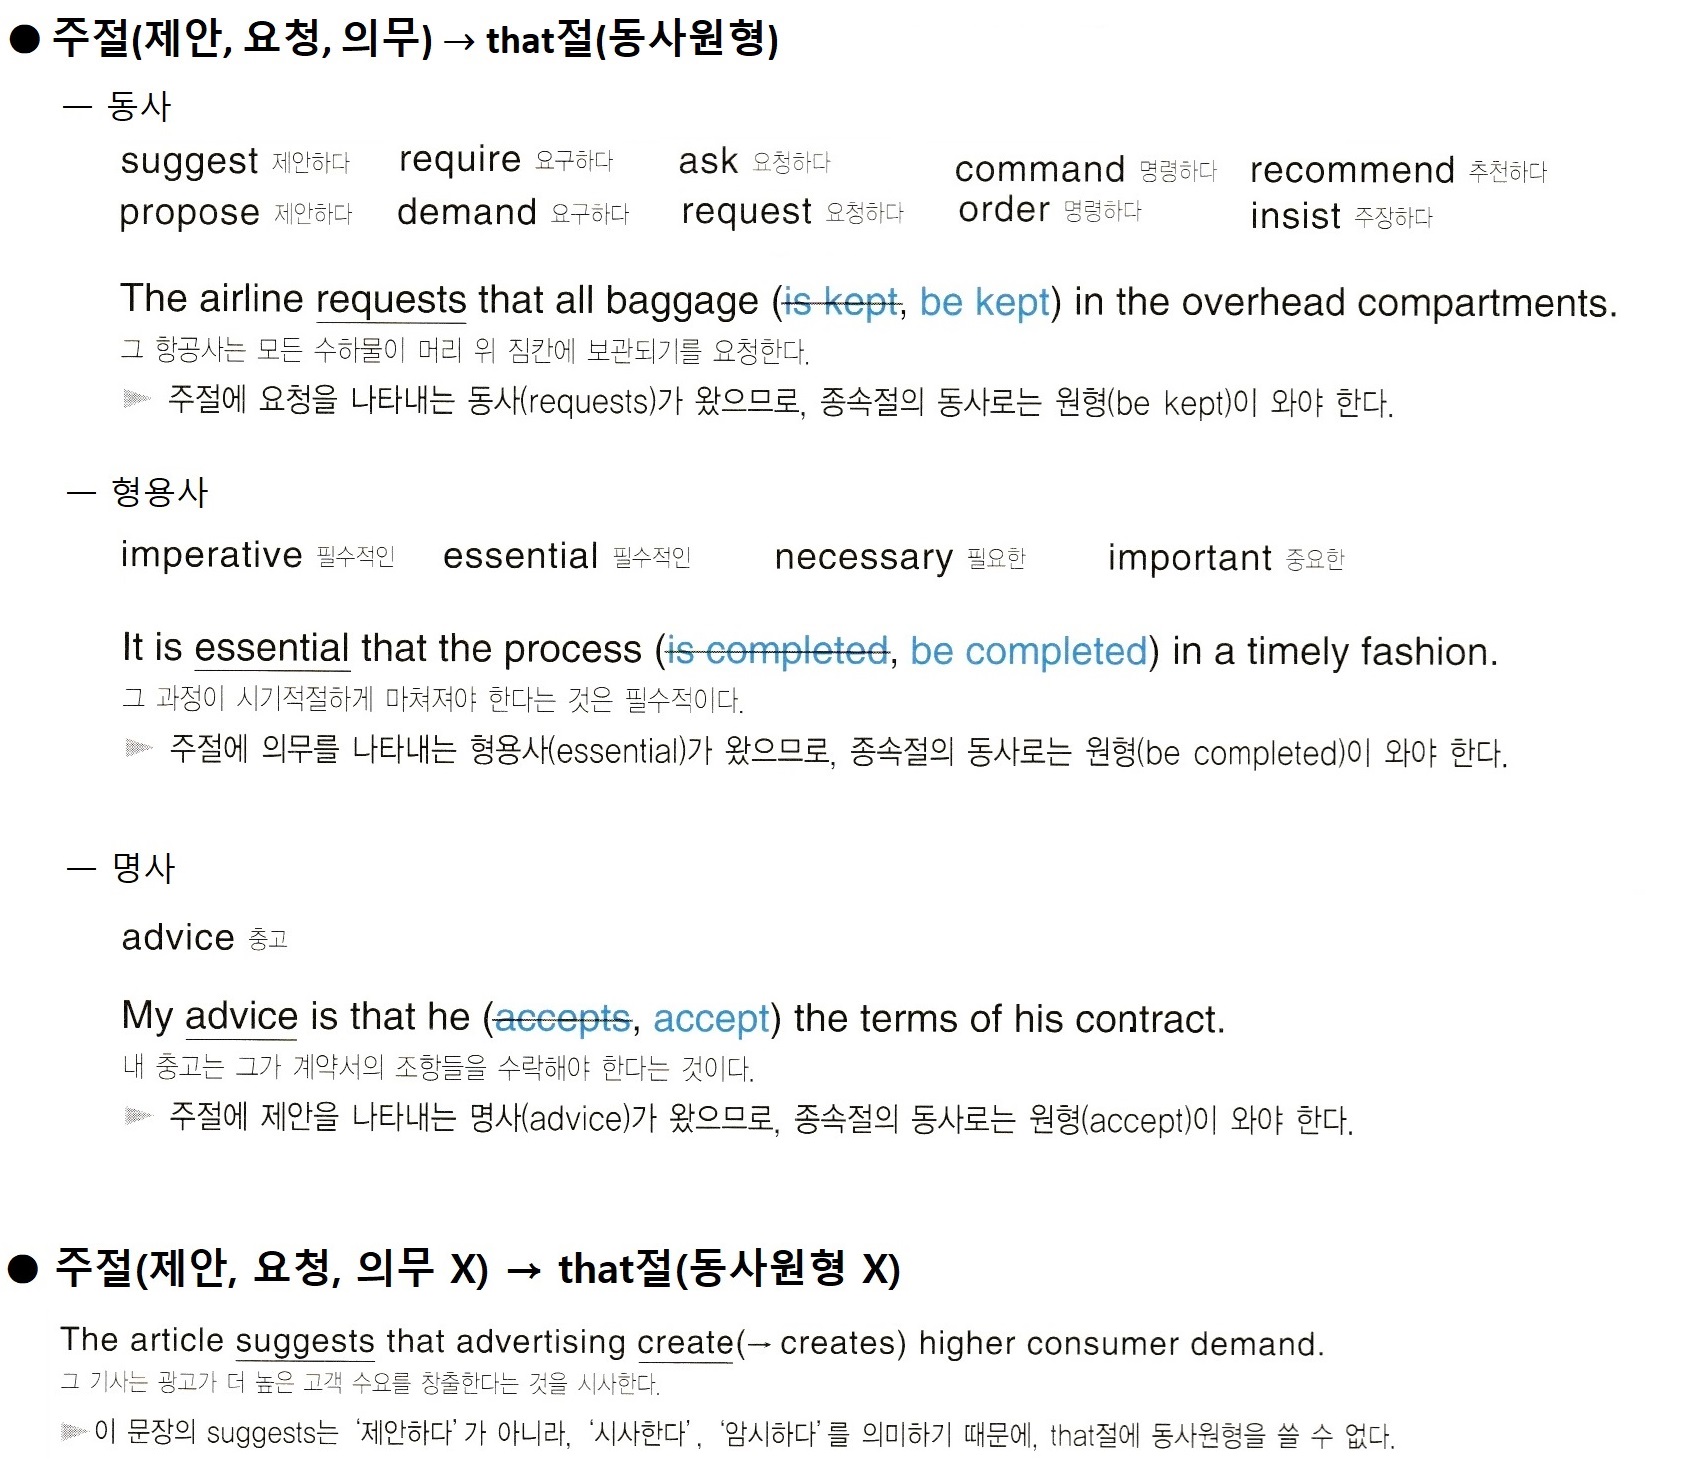 ● 주절(제안, 요청, 의무) → that절(동사원형)
— 동사
suggest 제안하다 require 요구하다 ask 요청하다 command 명령하다 recommend 추천하다
propose 제안하다 demand 요구하다 request 요청하다 order 명령하다 insist 주장하다
The airline requests that all baggage (is kept, be kept) in the overhead compartments.
그 항공사는 모든 수하물이 머리 위 짐칸에 보관되기를 요청한다.
▶ 주절에 요청을 나타내는 동사(requests)가 왔으므로, 종속절의 동사로는 원형(be kept)이 와야 한다.
— 형용사
imperative 필수적인 essential 필수적인 necessary 필요한 important 중요한
It is essential that the process (is completed, be completed) in a timely fashion.
그 과정이 시기적절하게 마쳐져야 한다는 것은 필수적이다.
▶ 주절에 의무를 나타내는 형용사(essential)가 왔으므로, 종속절의 동사로는 원형(be completed)이 와야 한다.
— 명사
advice 충고
My advice is that he (accepts, accept) the terms of his contract.
내 충고는 그가 계약서의 조항들을 수락해야 한다는 것이다.
▶ 주절에 제안을 나타내는 명사(advice)가 왔으므로, 종속절의 동사로는 원형(accept)이 와야 한다.
● 주절(제안, 요청, 의무 X) → that절(동사원형 X)
The article suggests that advertising create(→ creates) higher consumer demand.
그 기사는 광고가 더 높은 고객 수요를 창출한다는 것을 시사한다.
▶ 이 문장의 suggests는 ‘제안하다’가 아니라, ‘시사한다’, ‘암시하다’를 의미하기 때문에, that절에 동사원형을 쓸 수 없다.